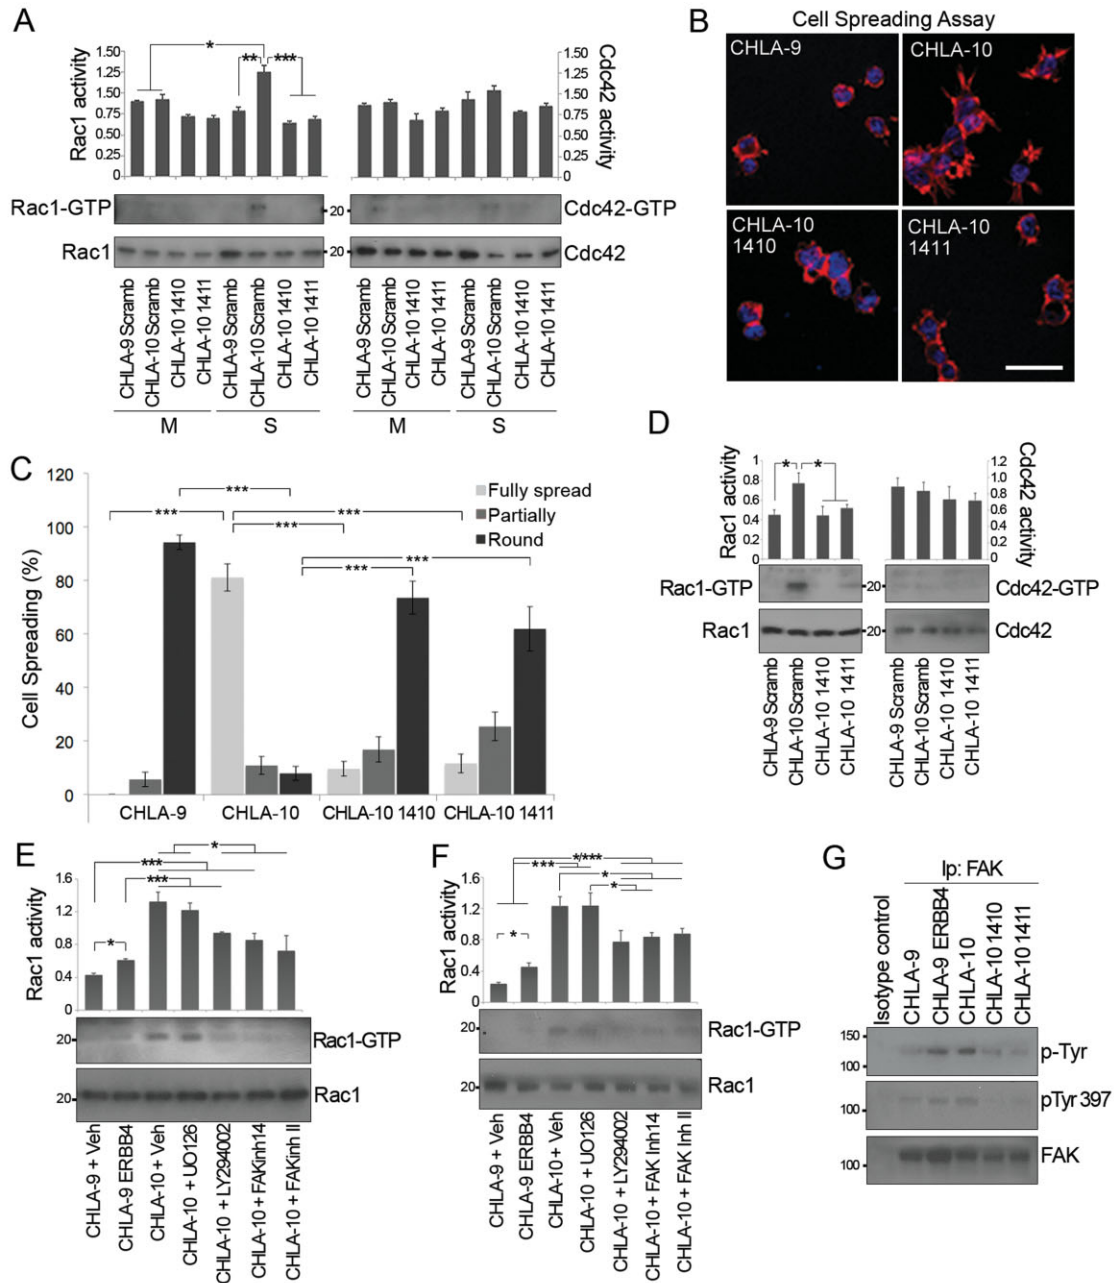 A
Rac1 activity
1.50
1.25
1.00
0.75
0.50
0.25
0.00
*
**
***
1.50
1.25
1.00
0.75
0.50
0.25
0
Cdc42 activity
Rac1-GTP
20
Cdc42-GTP
Rac1
20
Cdc42
CHLA-9 Scramb
CHLA-10 Scramb
CHLA-10 1410
CHLA-10 1411
CHLA-9 Scramb
CHLA-10 Scramb
CHLA-10 1410
CHLA-10 1411
CHLA-9 Scramb
CHLA-10 Scramb
CHLA-10 1410
CHLA-10 1411
CHLA-9 Scramb
CHLA-10 Scramb
CHLA-10 1410
CHLA-10 1411
M
S
M
S
B
Cell Spreading Assay
CHLA-9
CHLA-10
CHLA-10
1410
CHLA-10
1411
C
Cell Spreading (%)
120
100
80
60
40
20
0
***
***
***
***
***
***
Fully spread
Partially
Round
CHLA-9
CHLA-10
CHLA-10 1410
CHLA-10 1411
D
Rac1 activity
1
0.8
0.6
0.4
0.2
0
*
*
1.2
1.0
0.8
0.6
0.4
0.2
0
Cdc42 activity
Rac1-GTP
20
Cdc42-GTP
Rac1
20
Cdc42
CHLA-9 Scramb
CHLA-10 Scramb
CHLA-10 1410
CHLA-10 1411
CHLA-9 Scramb
CHLA-10 Scramb
CHLA-10 1410
CHLA-10 1411
E
Rac1 activity
1.6
1.2
0.8
0.4
0
*
***
***
*
20
Rac1-GTP
20
Rac1
CHLA-9 + Veh
CHLA-9 ERBB4
CHLA-10 + Veh
CHLA-10 + UO126
CHLA-10 + LY294002
CHLA-10 + FAKinh14
CHLA-10 + FAKinh II
F
Rac1 activity
1.6
1.2
0.8
0.4
0.0
*/***
***
*
*
*
20
Rac1-GTP
20
Rac1
CHLA-9 + Veh
CHLA-9 ERBB4
CHLA-10 + Veh
CHLA-10 + UO126
CHLA-10 + LY294002
CHLA-10 + FAK Inh14
CHLA-10 + FAK Inh II
G
Ip: FAK
Isotype control
CHLA-9
CHLA-9 ERBB4
CHLA-10
CHLA-10 1410
CHLA-10 1411
150
100
p-Tyr
100
pTyr 397
100
FAK